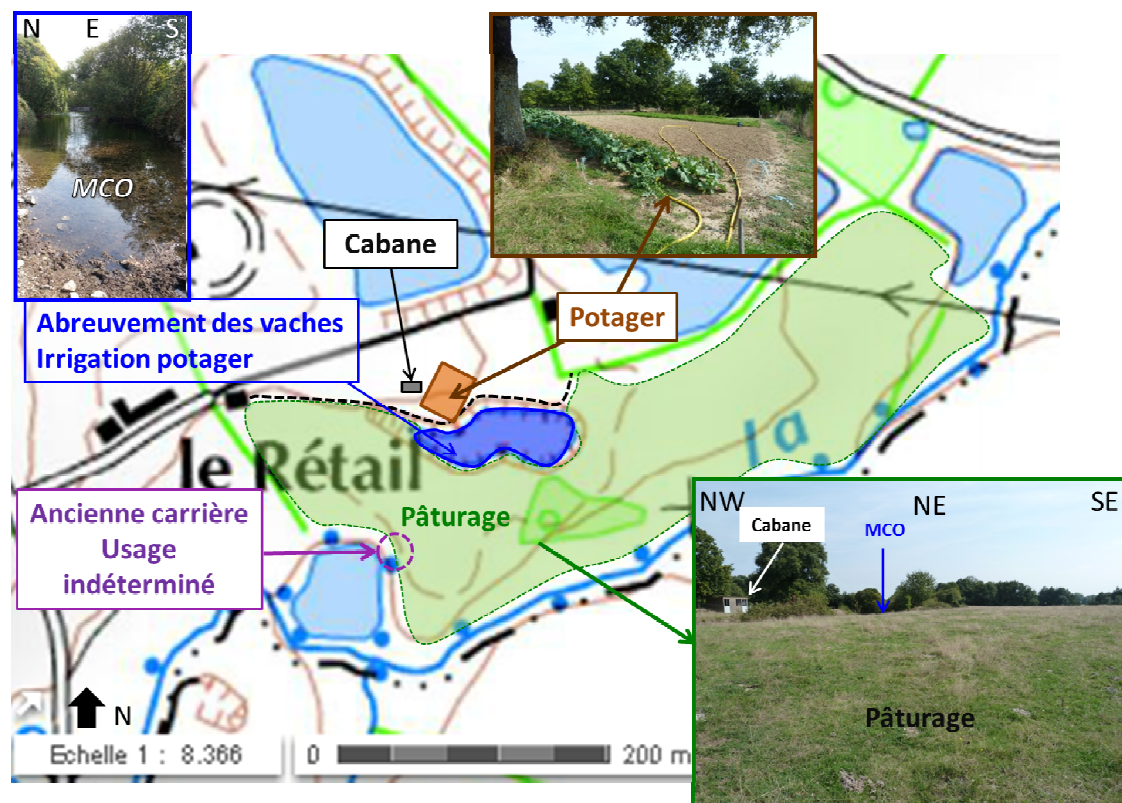 N E S
MCO
Cabane
Abreuvement des vaches
Irrigation potager
Potager
le Rétail
la
Ancienne carrière
Usage
indéterminé
Pâturage
NW NE SE
Cabane
MCO
Pâturage
N
Echelle 1 : 8.366
0 200 m